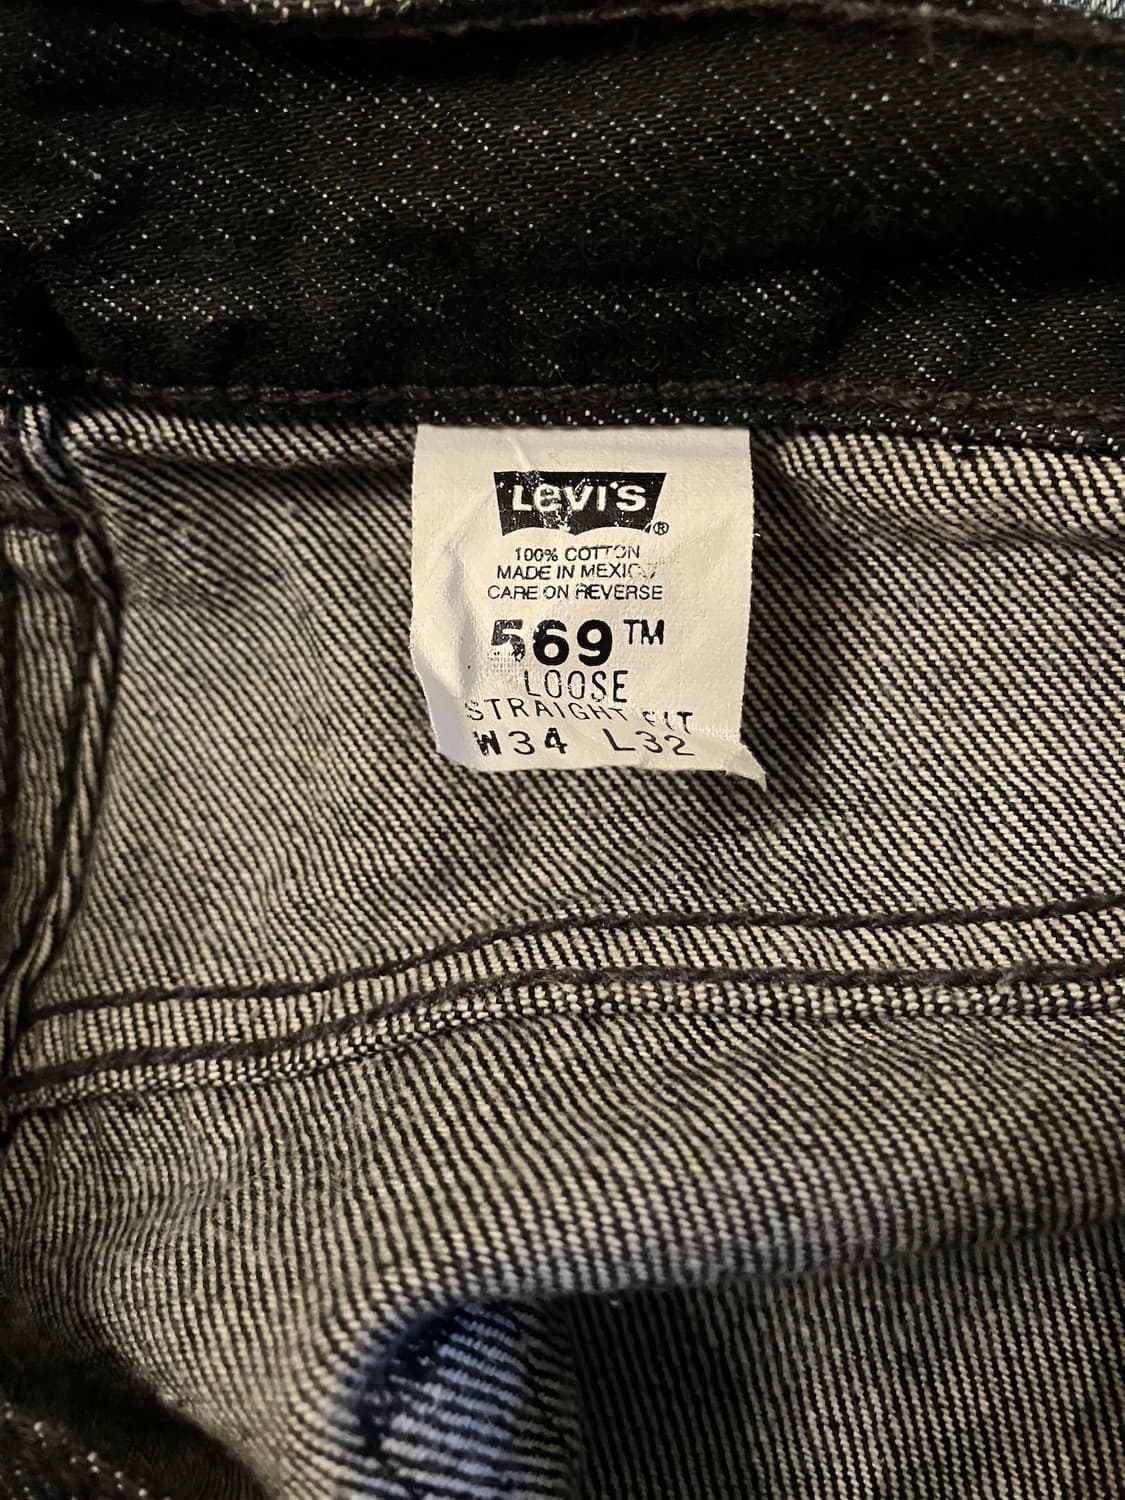 Levi's®
100% COTTON
MADE IN MEXICO
CARE ON REVERSE
569™
LOOSE
STRAIGHT FIT
W34 L32